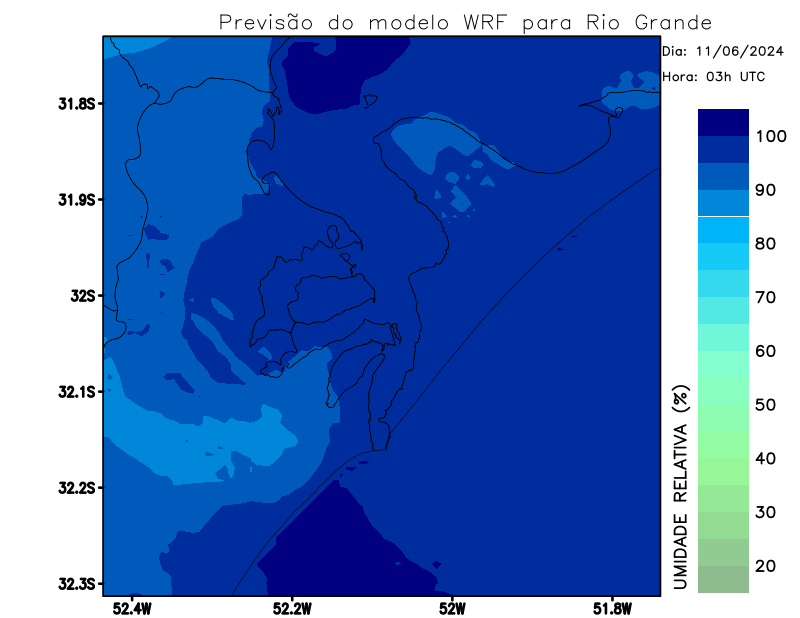 Previsão do modelo WRF para Rio Grande
Dia: 11/06/2024
Hora: 03h UTC
31.8S
31.9S
32S
32.1S
32.2S
32.3S
52.4W
52.2W
52W
51.8W
100
90
80
70
60
50
40
30
20
UMIDADE RELATIVA (%)